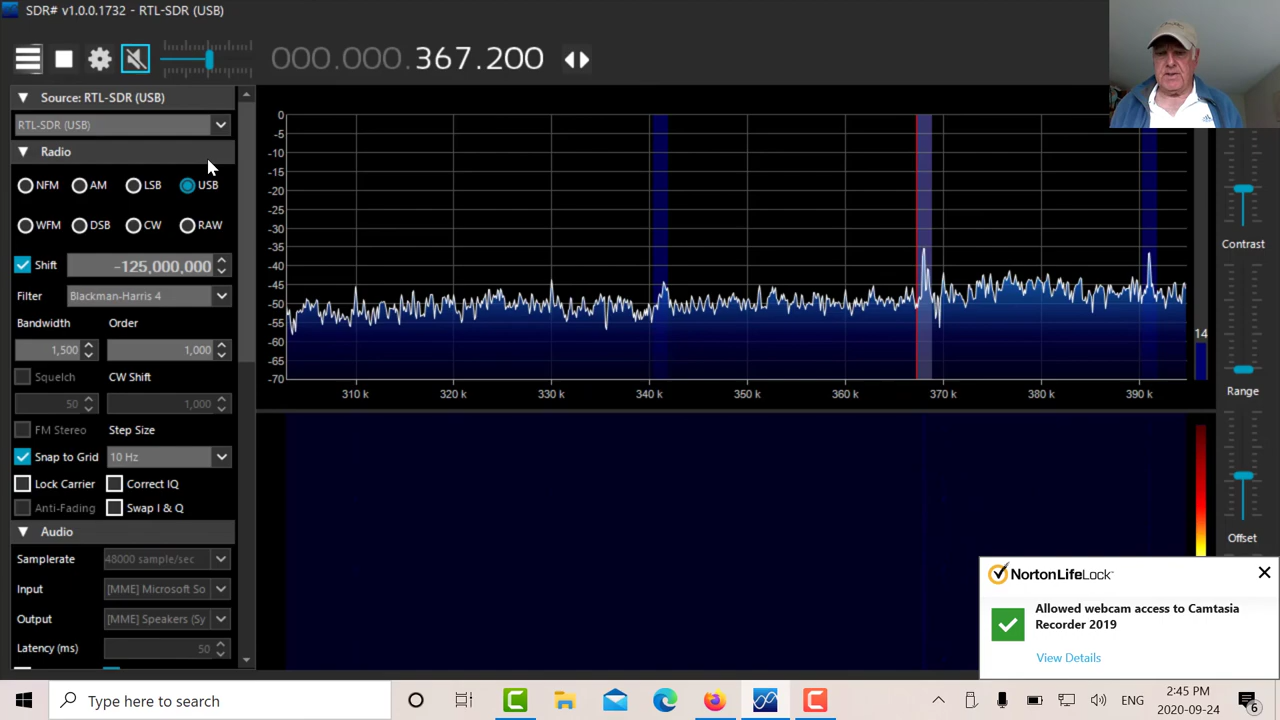 SDR# v1.0.0.1732 - RTL-SDR (USB)
000.000.367.200
Source: RTL-SDR (USB)
RTL-SDR (USB)
Radio
NFM AM LSB USB
WFM DSB CW RAW
Shift -125,000,000
Filter Blackman-Harris 4
Bandwidth Order
1,500 1,000
Squelch CW Shift
50 1,000
FM Stereo Step Size
Snap to Grid 10 Hz
Lock Carrier Correct IQ
Anti-Fading Swap I & Q
Audio
Samplerate 48000 sample/sec
Input [MME] Microsoft So
Output [MME] Speakers (Sy
Latency (ms) 50
0
-5
-10
-15
-20
-25
-30
-35
-40
-45
-50
-55
-60
-65
-70
310 k 320 k 330 k 340 k 350 k 360 k 370 k 380 k 390 k
14
Contrast
Range
Offset
NortonLifeLock
Allowed webcam access to Camtasia
Recorder 2019
View Details
Type here to search
ENG
2:45 PM
2020-09-24
6